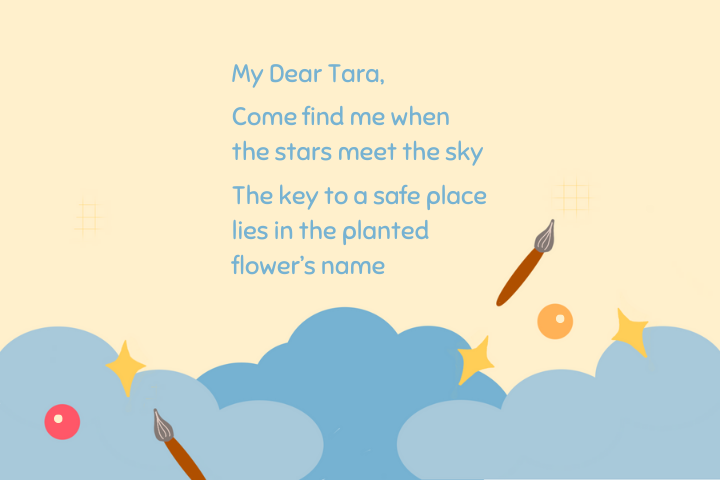 My Dear Tara,
Come find me when
the stars meet the sky
The key to a safe place
lies in the planted
flower's name